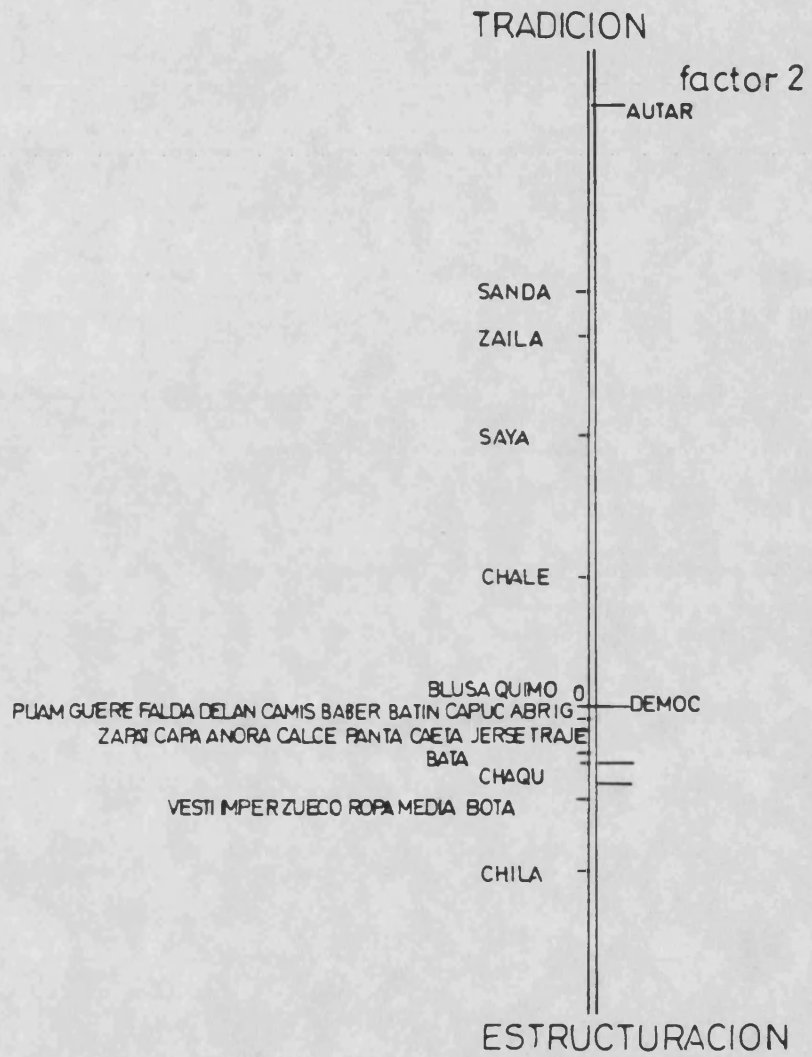 TRADICION
factor 2
AUTAR
SANDA
ZAILA
SAYA
CHALE
BLUSA QUIMO 0
PIJAM GUERE FALDA DELAN CAMIS BABER BATIN CAPUC ABRIG
DEMOC
ZAPAT CAPA ANORA CALCE PANTA CAETA JERSE TRAJE
BATA
CHAQU
VESTI IMPER ZUECO ROPA MEDIA BOTA
CHILA
ESTRUCTURACION